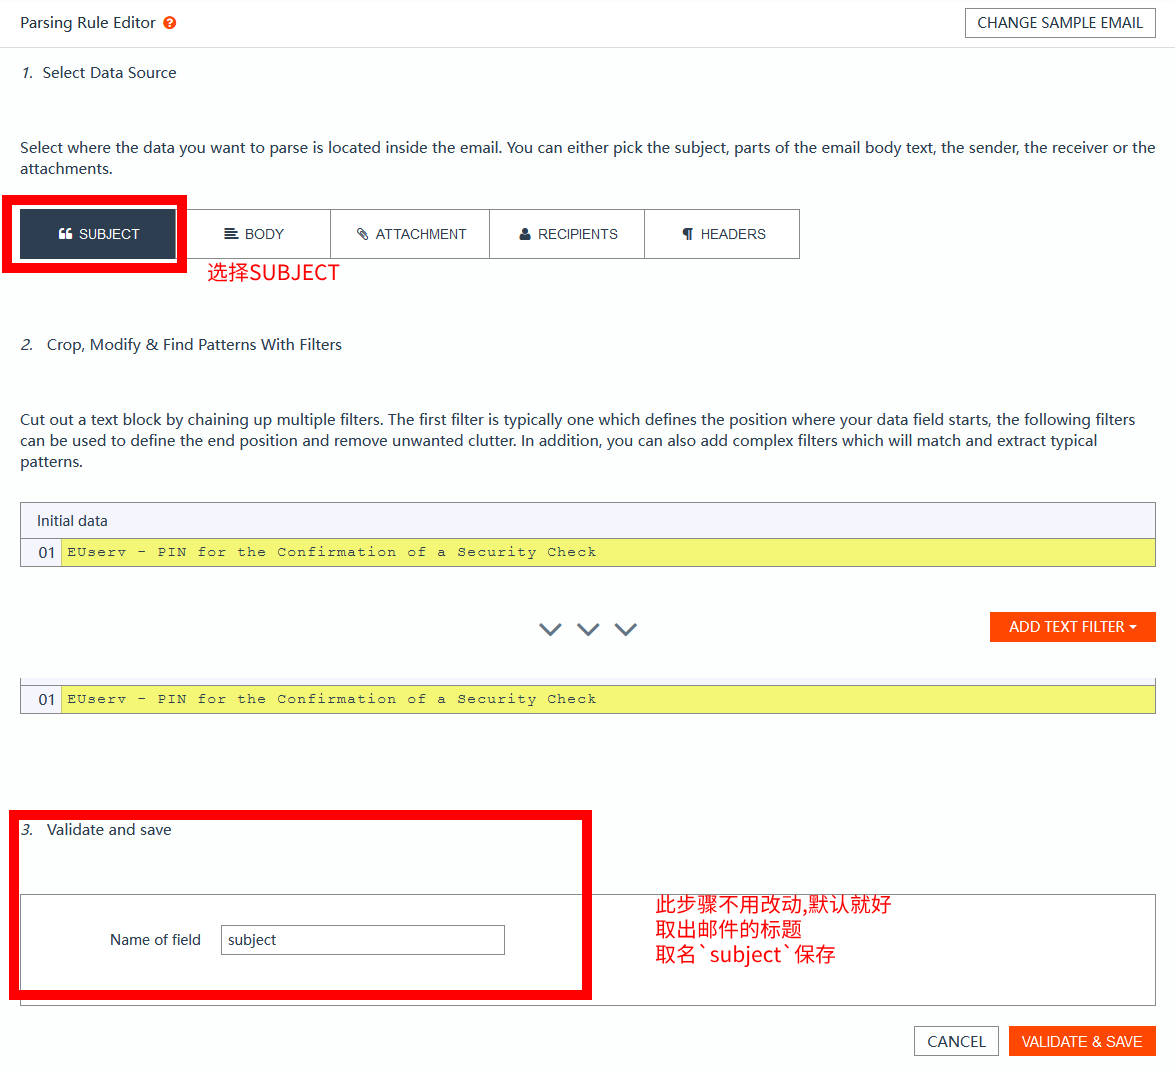 Parsing Rule Editor ?
CHANGE SAMPLE EMAIL
1. Select Data Source
Select where the data you want to parse is located inside the email. You can either pick the subject, parts of the email body text, the sender, the receiver or the
attachments.
SUBJECT
BODY
ATTACHMENT
RECIPIENTS
HEADERS
选择SUBJECT
2. Crop, Modify & Find Patterns With Filters
Cut out a text block by chaining up multiple filters. The first filter is typically one which defines the position where your data field starts, the following filters
can be used to define the end position and remove unwanted clutter. In addition, you can also add complex filters which will match and extract typical
patterns.
Initial data
01 EUserv - PIN for the Confirmation of a Security Check
ADD TEXT FILTER
01 EUserv - PIN for the Confirmation of a Security Check
3. Validate and save
Name of field subject
此步骤不用改动,默认就好
取出邮件的标题
取名`subject`保存
CANCEL
VALIDATE & SAVE